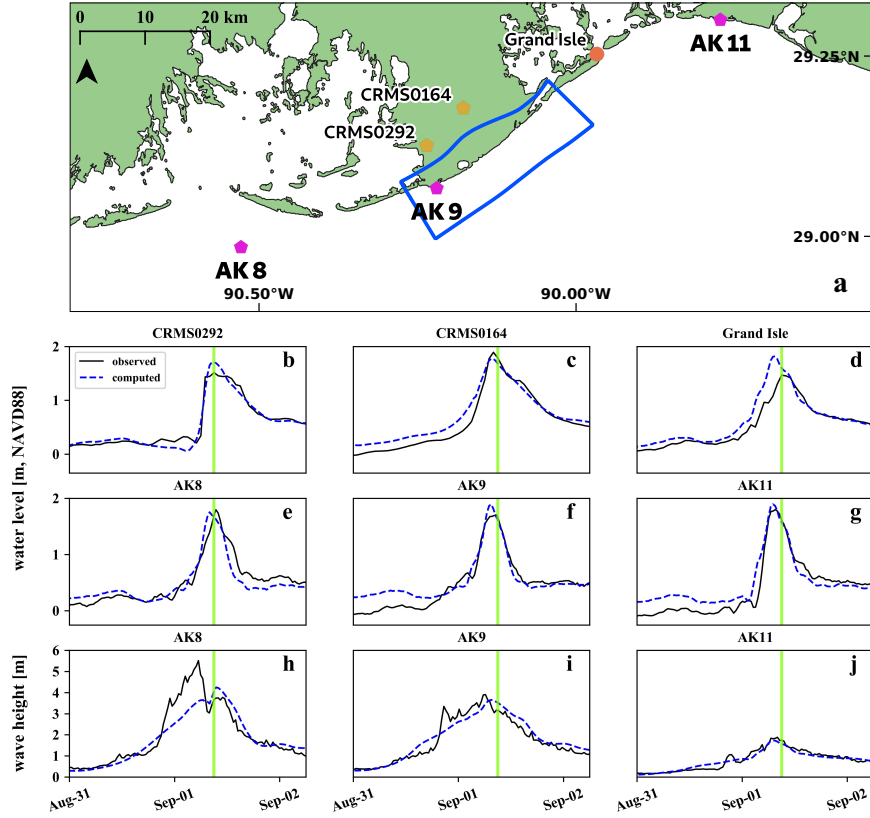 0 10 20 km
Grand Isle
AK 11
29.25°N
CRMS0164
CRMS0292
AK 9
29.00°N
AK 8
a
90.50°W 90.00°W
CRMS0292 CRMS0164 Grand Isle
2 b c d
observed
computed
1
0
water level [m, NAVD88]
AK8 AK9 AK11
2 e f g
1
0
AK8 AK9 AK11
6 h i j
5
4
3
2
1
0
wave height [m]
Aug-31 Sep-01 Sep-02 Aug-31 Sep-01 Sep-02 Aug-31 Sep-01 Sep-02